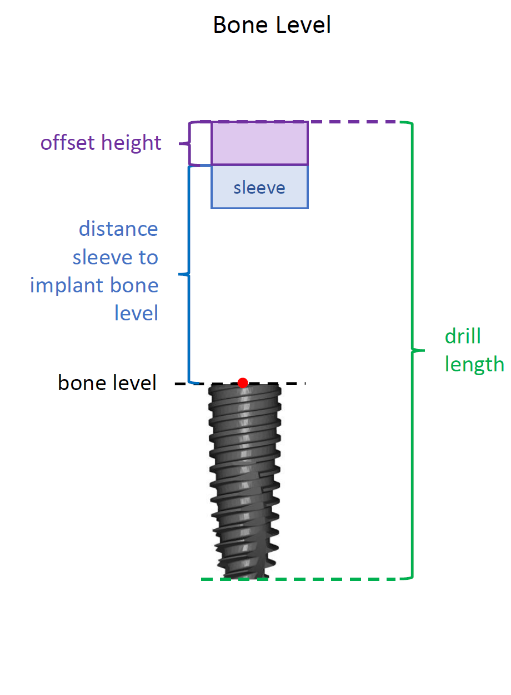 Bone Level
offset height
sleeve
distance
sleeve to
implant bone
level
drill
length
bone level